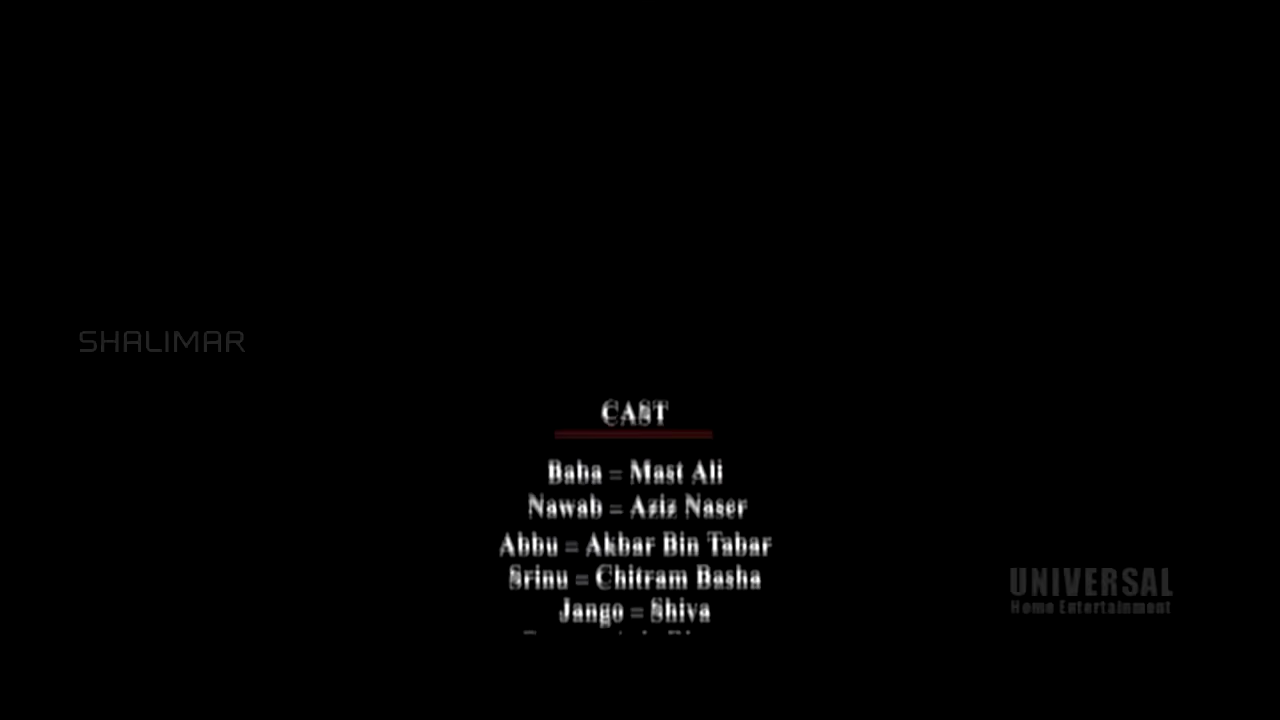 SHALIMAR
CAST
Baba = Mast Ali
Nawab = Aziz Naser
Abbu = Akbar Bin Tabar
Srinu = Chitram Basha
Jango = Shiva
UNIVERSAL
Home Entertainment